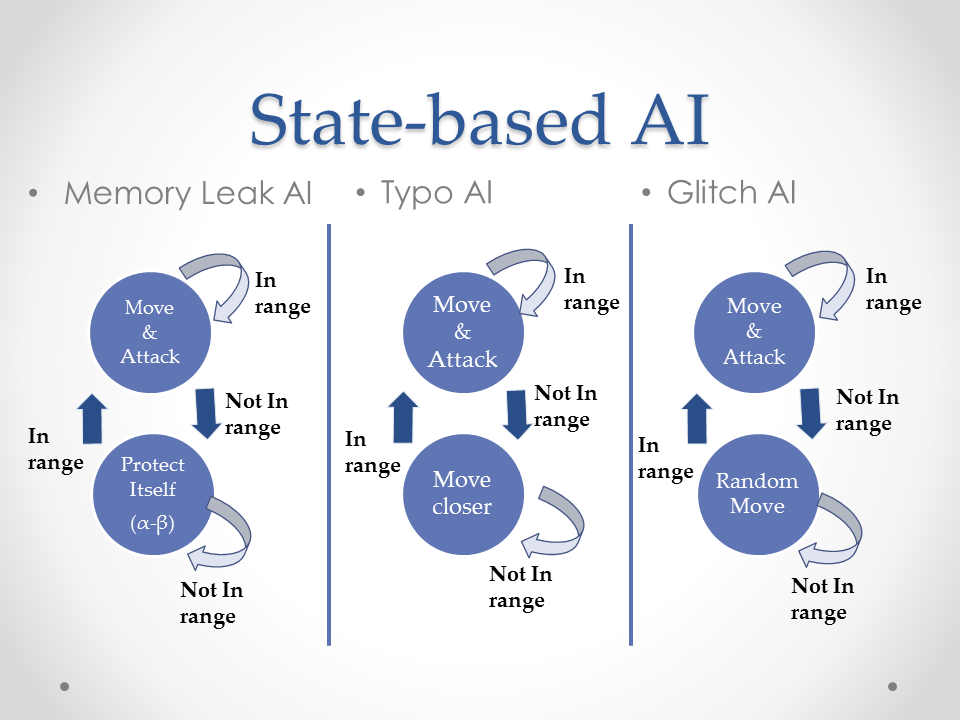 State-based AI
• Memory Leak AI
Move
&
Attack
In
range
Not In
range
In
range
Protect
Itself
(α-β)
Not In
range
• Typo AI
Move
&
Attack
In
range
Not In
range
In
range
Move
closer
Not In
range
• Glitch AI
Move
&
Attack
In
range
Not In
range
In
range
Random
Move
Not In
range